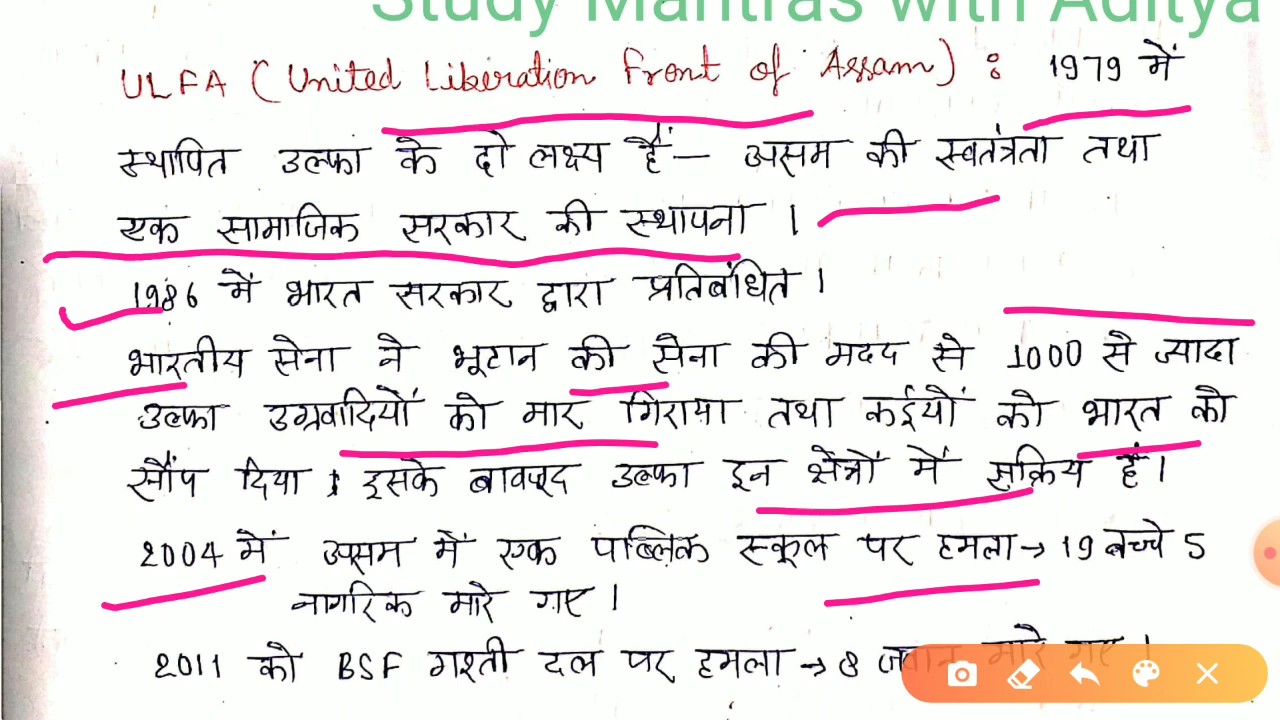 Study Mantras with Aditya
ULFA (United Liberation Front of Assam) : 1979 में
स्थापित उल्फा के दो लक्ष्य हैं – असम की स्वतंत्रता तथा
एक सामाजिक सरकार की स्थापना ।
1986 में भारत सरकार द्वारा प्रतिबंधित ।
भारतीय सेना ने भूटान की सेना की मदद से 1000 से ज्यादा
उल्फा उग्रवादियों को मार गिराया तथा कईयों को भारत को
सौंप दिया । इसके बावजूद उल्फा इन क्षेत्रों में सक्रिय है ।
2004 में असम में एक पब्लिक स्कूल पर हमला → 19 बच्चे 5
नागरिक मारे गए ।
2011 को BSF गश्ती दल पर हमला → 8 जवान मारे गए ।